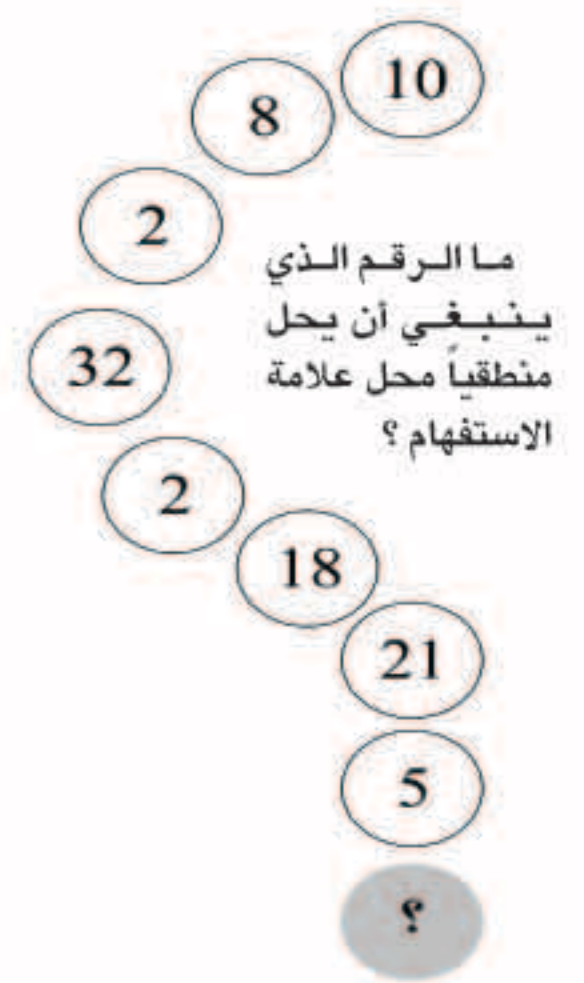 10
8
2
ما الرقم الذي
ينبغي أن يحل
منطقياً محل علامة
الاستفهام ؟
32
2
18
21
5
؟